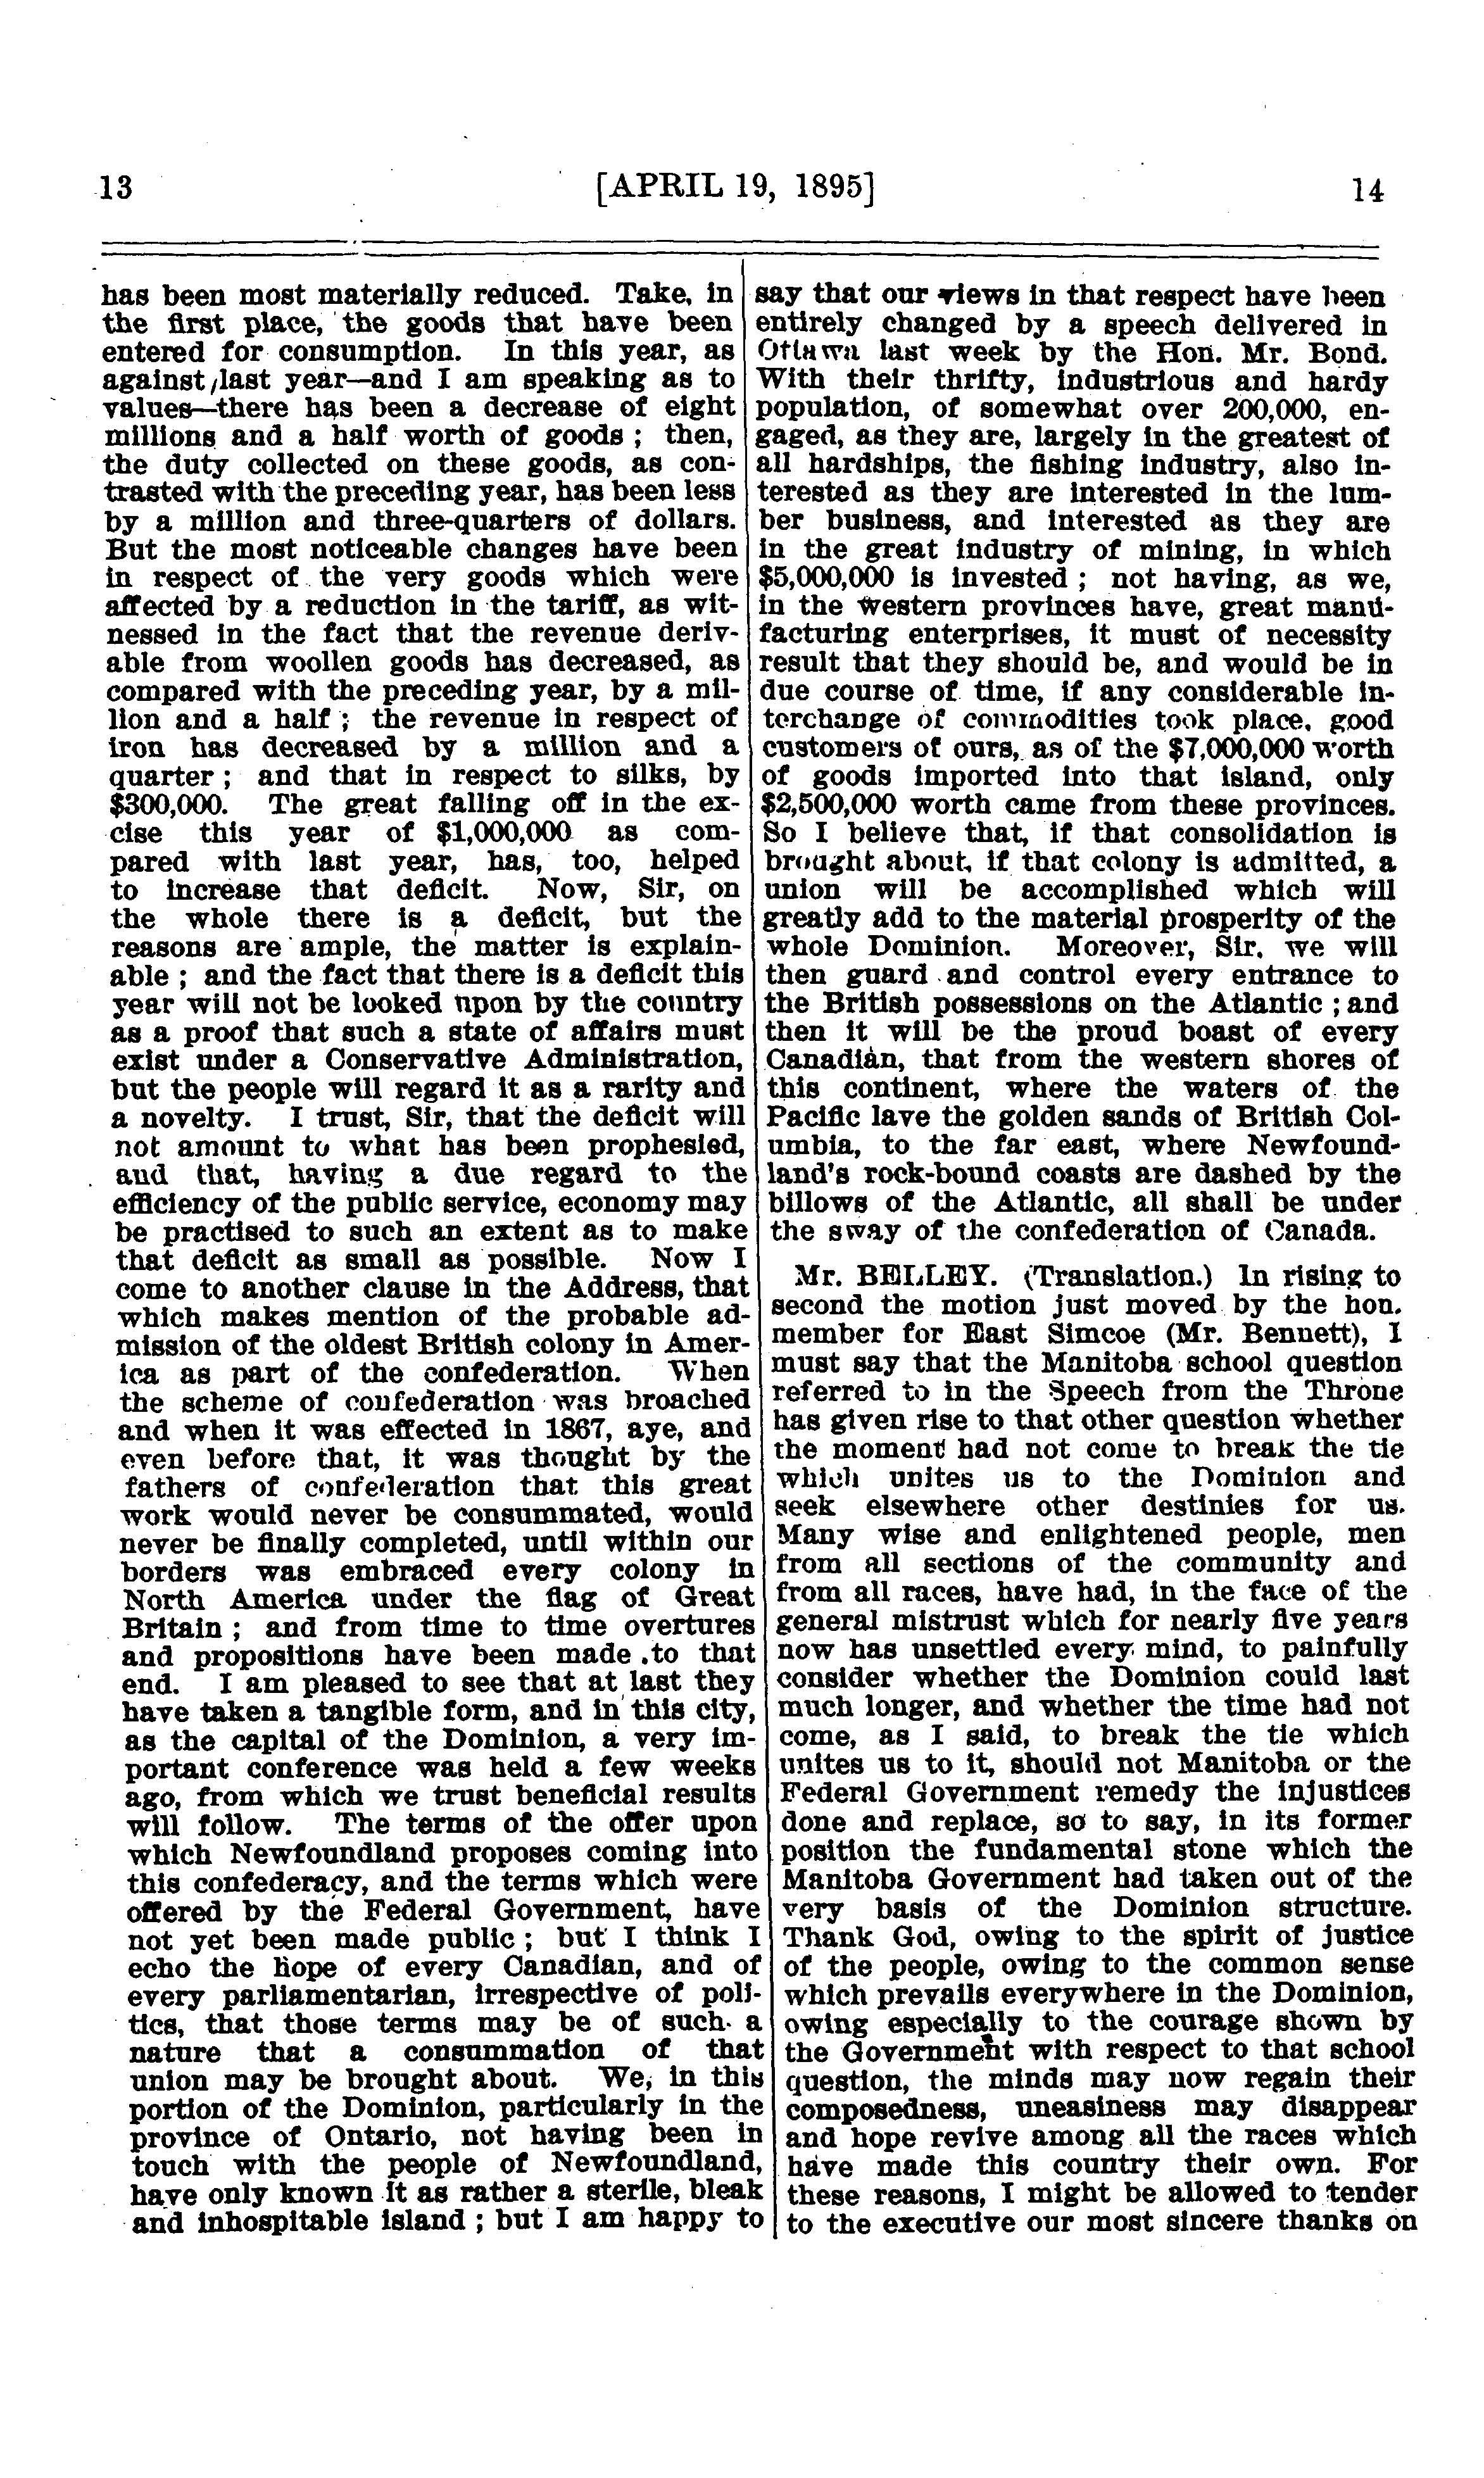 13 [APRIL 19, 1895] 14
has been most materially reduced. Take, in
the first place, the goods that have been
entered for consumption. In this year, as
against last year—and I am speaking as to
values—there has been a decrease of eight
millions and a half worth of goods ; then,
the duty collected on these goods, as con-
trasted with the preceding year, has been less
by a million and three-quarters of dollars.
But the most noticeable changes have been
in respect of the very goods which were
affected by a reduction in the tariff, as wit-
nessed in the fact that the revenue deriv-
able from woollen goods has decreased, as
compared with the preceding year, by a mil-
lion and a half ; the revenue in respect of
iron has decreased by a million and a
quarter ; and that in respect to silks, by
$300,000. The great falling off in the ex-
cise this year of $1,000,000 as com-
pared with last year, has, too, helped
to increase that deficit. Now, Sir, on
the whole there is a deficit, but the
reasons are ample, the matter is explain-
able ; and the fact that there is a deficit this
year will not be looked upon by the country
as a proof that such a state of affairs must
exist under a Conservative Administration,
but the people will regard it as a rarity and
a novelty. I trust, Sir, that the deficit will
not amount to what has been prophesied,
and that, having a due regard to the
efficiency of the public service, economy may
be practised to such an extent as to make
that deficit as small as possible. Now I
come to another clause in the Address, that
which makes mention of the probable ad-
mission of the oldest British colony in Amer-
ica as part of the confederation. When
the scheme of confederation was broached
and when it was effected in 1867, aye, and
even before that, it was thought by the
fathers of confederation that this great
work would never be consummated, would
never be finally completed, until within our
borders was embraced every colony in
North America under the flag of Great
Britain ; and from time to time overtures
and propositions have been made to that
end. I am pleased to see that at last they
have taken a tangible form, and in this city,
as the capital of the Dominion, a very im-
portant conference was held a few weeks
ago, from which we trust beneficial results
will follow. The terms of the offer upon
which Newfoundland proposes coming into
this confederacy, and the terms which were
offered by the Federal Government, have
not yet been made public ; but I think I
echo the hope of every Canadian, and of
every parliamentarian, irrespective of poli-
tics, that those terms may be of such a
nature that a consummation of that
union may be brought about. We, in this
portion of the Dominion, particularly in the
province of Ontario, not having been in
touch with the people of Newfoundland,
have only known it as rather a sterile, bleak
and inhospitable island ; but I am happy to
say that our views in that respect have been
entirely changed by a speech delivered in
Ottawa last week by the Hon. Mr. Bond.
With their thrifty, industrious and hardy
population, of somewhat over 200,000, en-
gaged, as they are, largely in the greatest of
all hardships, the fishing industry, also in-
terested as they are interested in the lum-
ber business, and interested as they are
in the great industry of mining, in which
$5,000,000 is invested ; not having, as we,
in the western provinces have, great manu-
facturing enterprises, it must of necessity
result that they should be, and would be in
due course of time, if any considerable in-
terchange of commodities took place, good
customers of ours, as of the $7,000,000 worth
of goods imported into that island, only
$2,500,000 worth came from these provinces.
So I believe that, if that consolidation is
brought about, if that colony is admitted, a
union will be accomplished which will
greatly add to the material prosperity of the
whole Dominion. Moreover, Sir, we will
then guard and control every entrance to
the British possessions on the Atlantic ; and
then it will be the proud boast of every
Canadian, that from the western shores of
this continent, where the waters of the
Pacific lave the golden sands of British Col-
umbia, to the far east, where Newfound-
land's rock-bound coasts are dashed by the
billows of the Atlantic, all shall be under
the sway of the confederation of Canada.
Mr. BELLEY. (Translation.) In rising to
second the motion just moved by the hon.
member for East Simcoe (Mr. Bennett), I
must say that the Manitoba school question
referred to in the Speech from the Throne
has given rise to that other question whether
the moment had not come to break the tie
which unites us to the Dominion and
seek elsewhere other destinies for us.
Many wise and enlightened people, men
from all sections of the community and
from all races, have had, in the face of the
general mistrust which for nearly five years
now has unsettled every mind, to painfully
consider whether the Dominion could last
much longer, and whether the time had not
come, as I said, to break the tie which
unites us to it, should not Manitoba or the
Federal Government remedy the injustices
done and replace, so to say, in its former
position the fundamental stone which the
Manitoba Government had taken out of the
very basis of the Dominion structure.
Thank God, owing to the spirit of justice
of the people, owing to the common sense
which prevails everywhere in the Dominion,
owing especially to the courage shown by
the Government with respect to that school
question, the minds may now regain their
composedness, uneasiness may disappear
and hope revive among all the races which
have made this country their own. For
these reasons, I might be allowed to tender
to the executive our most sincere thanks on